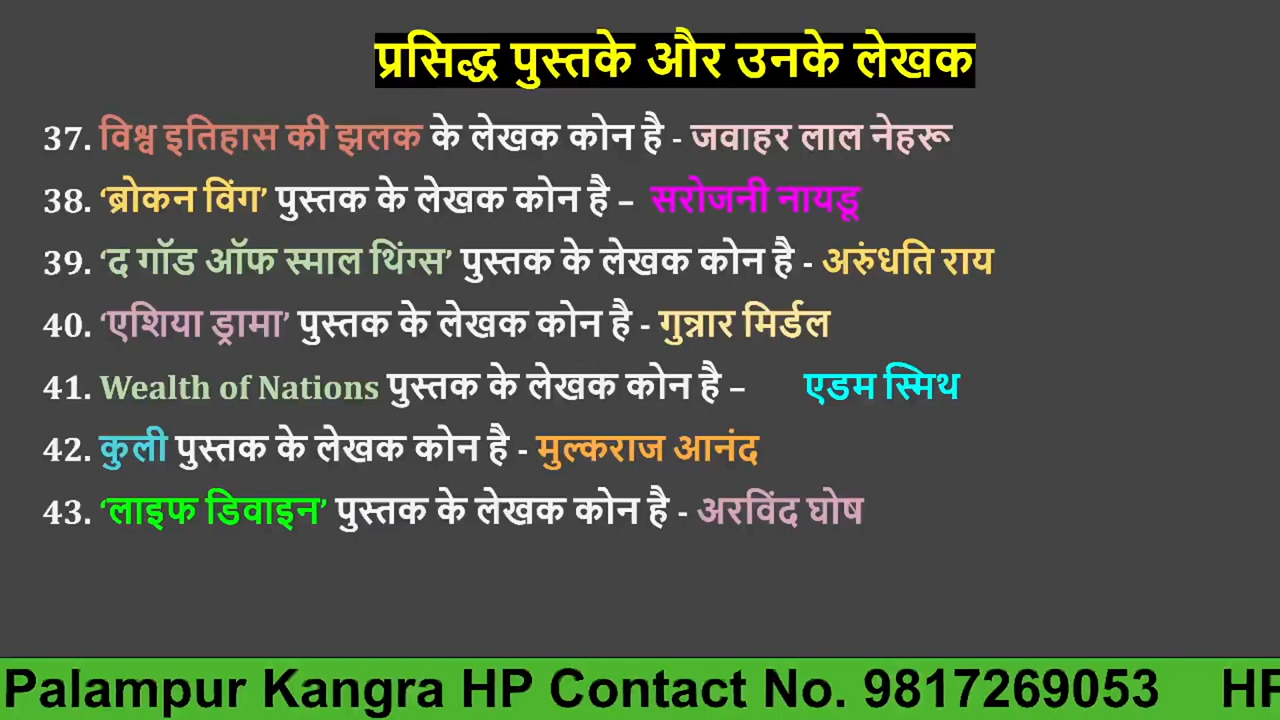 प्रसिद्ध पुस्तके और उनके लेखक
37. विश्व इतिहास की झलक के लेखक कोन है - जवाहर लाल नेहरू
38. ‘ब्रोकन विंग’ पुस्तक के लेखक कोन है – सरोजनी नायडू
39. ‘द गॉड ऑफ स्माल थिंग्स’ पुस्तक के लेखक कोन है - अरुंधति राय
40. ‘एशिया ड्रामा’ पुस्तक के लेखक कोन है - गुन्नार मिर्डल
41. Wealth of Nations पुस्तक के लेखक कोन है – एडम स्मिथ
42. कुली पुस्तक के लेखक कोन है - मुल्कराज आनंद
43. ‘लाइफ डिवाइन’ पुस्तक के लेखक कोन है - अरविंद घोष
Palampur Kangra HP Contact No. 9817269053 HP